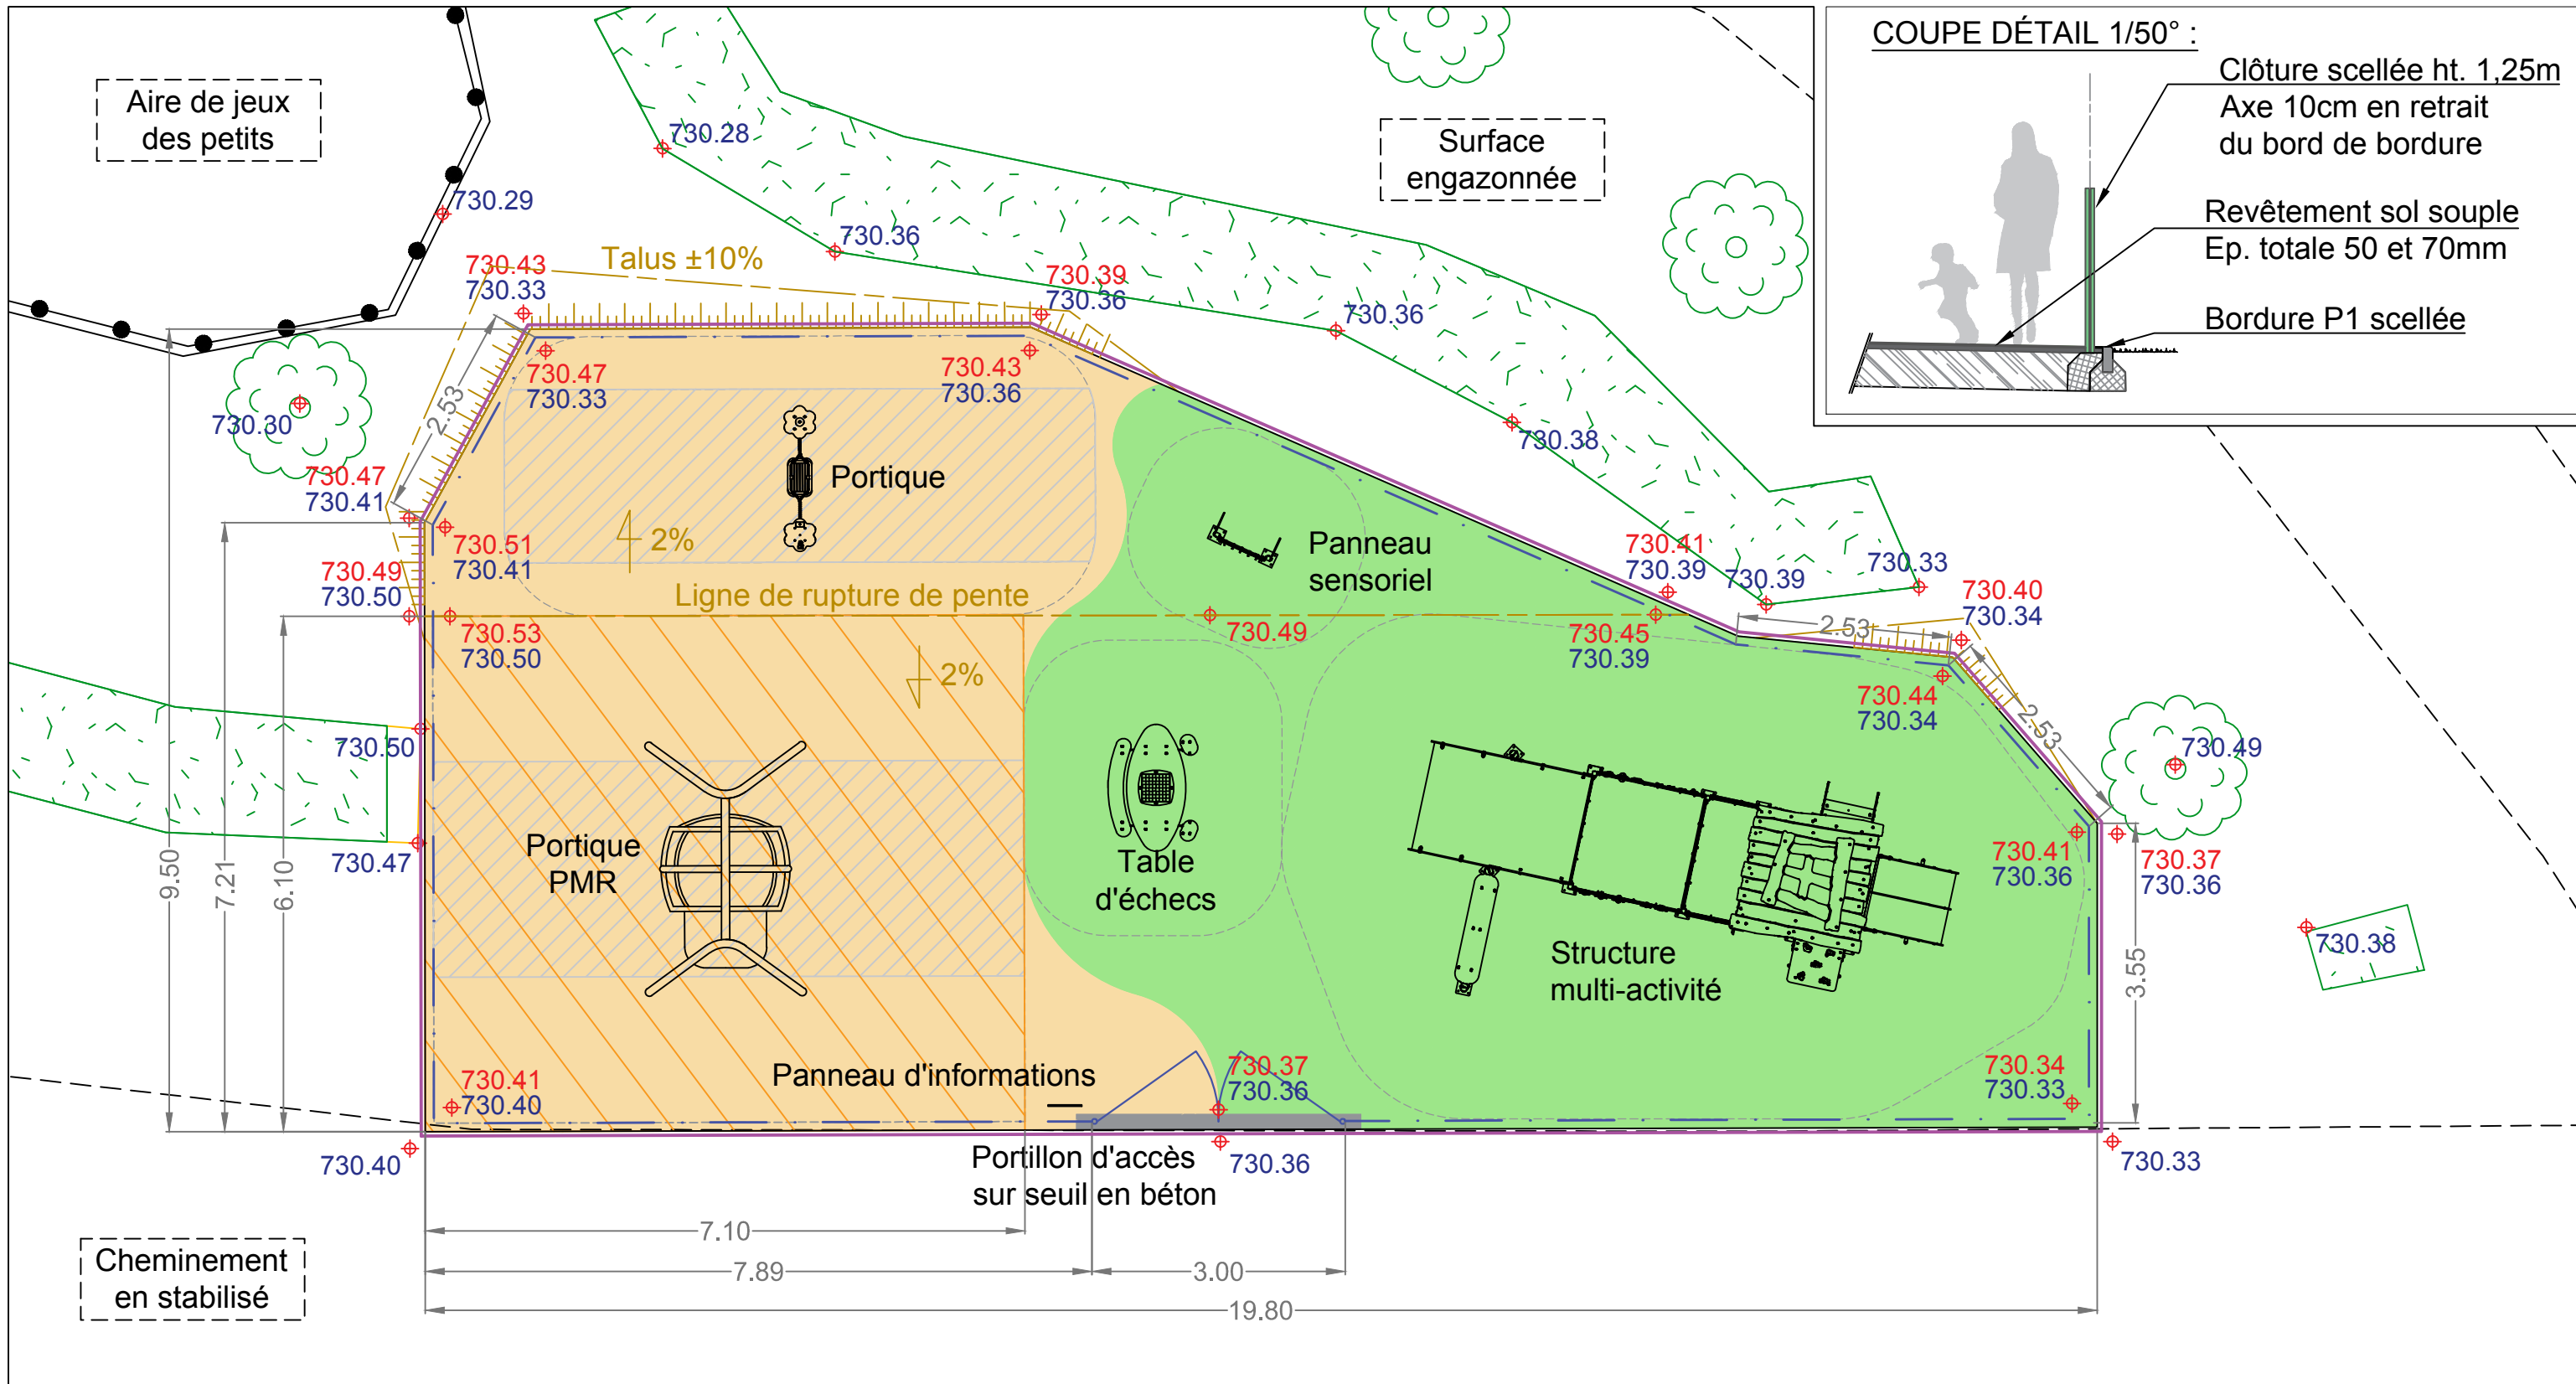 COUPE DÉTAIL 1/50° :
Clôture scellée ht. 1,25m
Axe 10cm en retrait
du bord de bordure
Revêtement sol souple
Ep. totale 50 et 70mm
Bordure P1 scellée
Aire de jeux
des petits
Surface
engazonnée
730.28
730.29
730.36
Talus ±10%
730.43
730.33
730.39
730.36
730.36
730.47
730.33
730.43
730.36
730.30
2.53
730.38
730.47
730.41
Portique
730.51
730.41
2%
Panneau
sensoriel
730.41
730.39
730.39
730.33
730.49
730.50
Ligne de rupture de pente
730.40
730.34
730.53
730.50
730.49
730.45
730.39
2.53
2%
730.44
730.34
2.53
730.50
730.49
730.47
Portique
PMR
Table
d'échecs
730.41
730.36
730.37
730.36
9.50
7.21
6.10
Structure
multi-activité
730.38
3.55
730.41
730.40
Panneau d'informations
730.37
730.36
730.34
730.33
730.40
Portillon d'accès
sur seuil en béton
730.36
730.33
7.10
7.89
3.00
19.80
Cheminement
en stabilisé